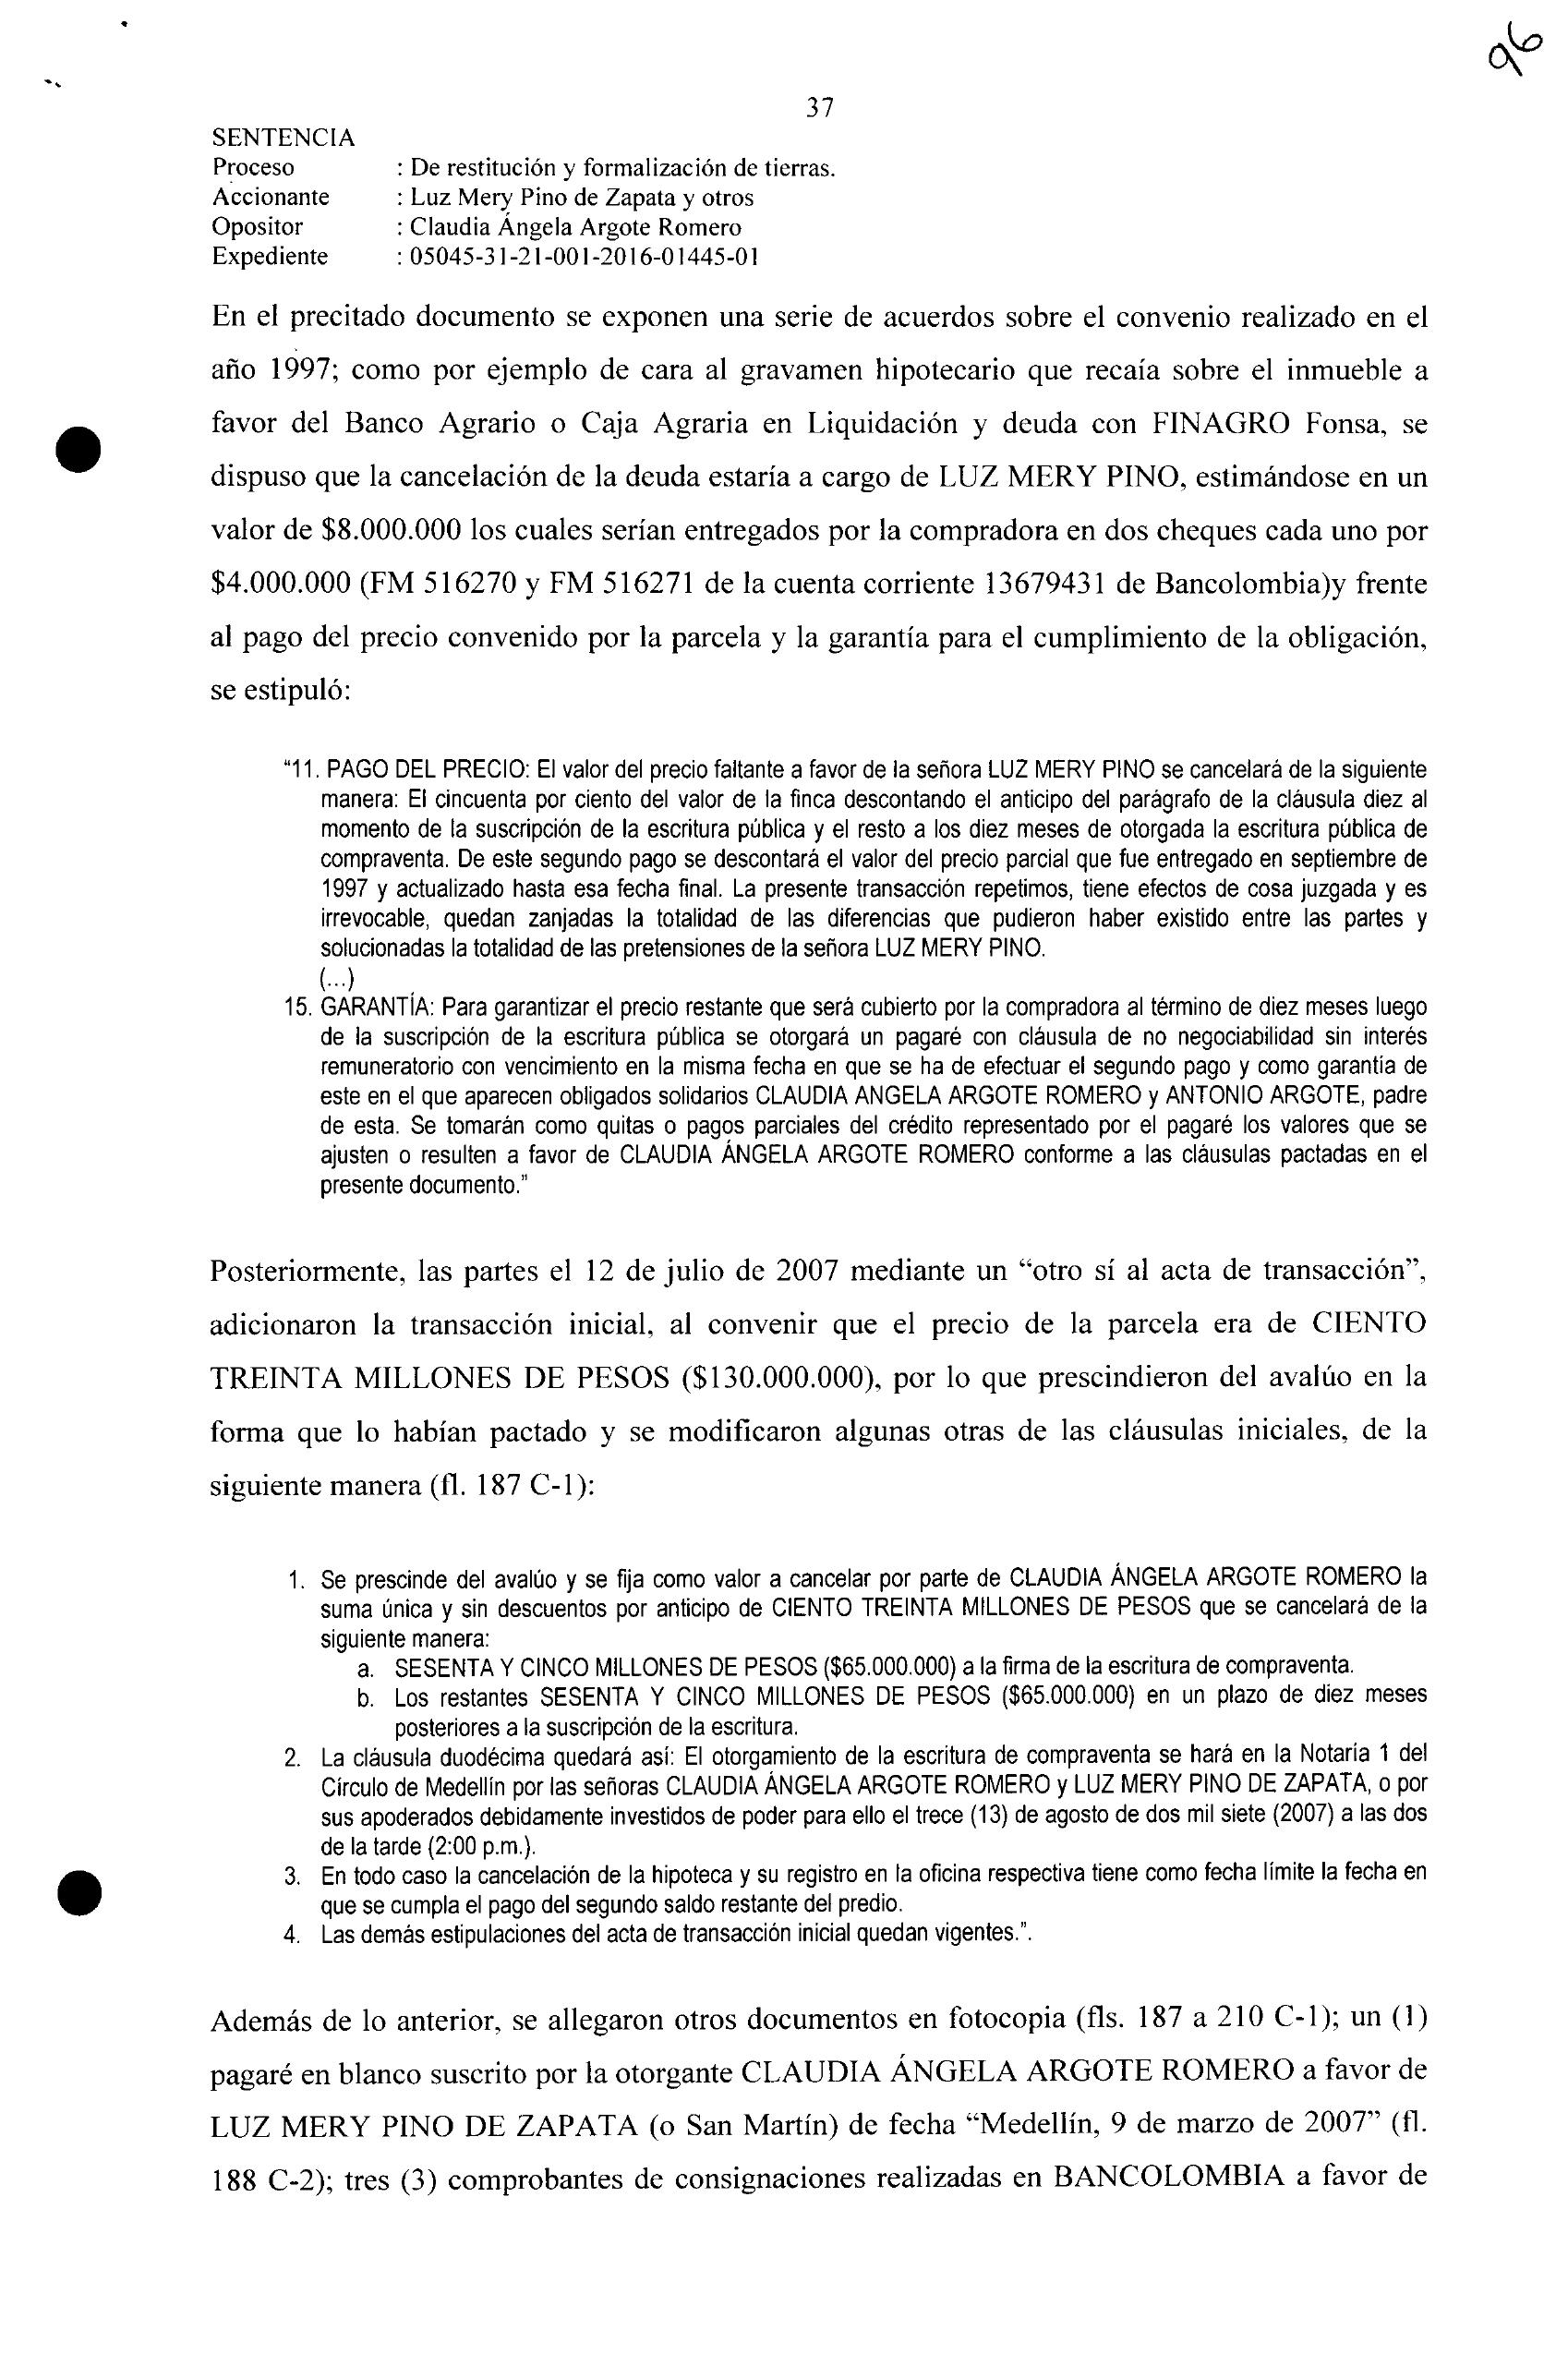 96
37
SENTENCIA
Proceso : De restitución y formalización de tierras.
Accionante : Luz Mery Pino de Zapata y otros
Opositor : Claudia Ángela Argote Romero
Expediente : 05045-31-21-001-2016-01445-01
En el precitado documento se exponen una serie de acuerdos sobre el convenio realizado en el
año 1997; como por ejemplo de cara al gravamen hipotecario que recaía sobre el inmueble a
favor del Banco Agrario o Caja Agraria en Liquidación y deuda con FINAGRO Fonsa, se
dispuso que la cancelación de la deuda estaría a cargo de LUZ MERY PINO, estimándose en un
valor de $8.000.000 los cuales serían entregados por la compradora en dos cheques cada uno por
$4.000.000 (FM 516270 y FM 516271 de la cuenta corriente 13679431 de Bancolombia)y frente
al pago del precio convenido por la parcela y la garantía para el cumplimiento de la obligación,
se estipuló:
“11. PAGO DEL PRECIO: El valor del precio faltante a favor de la señora LUZ MERY PINO se cancelará de la siguiente
manera: El cincuenta por ciento del valor de la finca descontando el anticipo del parágrafo de la cláusula diez al
momento de la suscripción de la escritura pública y el resto a los diez meses de otorgada la escritura pública de
compraventa. De este segundo pago se descontará el valor del precio parcial que fue entregado en septiembre de
1997 y actualizado hasta esa fecha final. La presente transacción repetimos, tiene efectos de cosa juzgada y es
irrevocable, quedan zanjadas la totalidad de las diferencias que pudieron haber existido entre las partes y
solucionadas la totalidad de las pretensiones de la señora LUZ MERY PINO.
(...)
15. GARANTÍA: Para garantizar el precio restante que será cubierto por la compradora al término de diez meses luego
de la suscripción de la escritura pública se otorgará un pagaré con cláusula de no negociabilidad sin interés
remuneratorio con vencimiento en la misma fecha en que se ha de efectuar el segundo pago y como garantía de
este en el que aparecen obligados solidarios CLAUDIA ANGELA ARGOTE ROMERO y ANTONIO ARGOTE, padre
de esta. Se tomarán como quitas o pagos parciales del crédito representado por el pagaré los valores que se
ajusten o resulten a favor de CLAUDIA ÁNGELA ARGOTE ROMERO conforme a las cláusulas pactadas en el
presente documento.”
Posteriormente, las partes el 12 de julio de 2007 mediante un “otro sí al acta de transacción”,
adicionaron la transacción inicial, al convenir que el precio de la parcela era de CIENTO
TREINTA MILLONES DE PESOS ($130.000.000), por lo que prescindieron del avalúo en la
forma que lo habían pactado y se modificaron algunas otras de las cláusulas iniciales, de la
siguiente manera (fl. 187 C-1):
1. Se prescinde del avalúo y se fija como valor a cancelar por parte de CLAUDIA ÁNGELA ARGOTE ROMERO la
suma única y sin descuentos por anticipo de CIENTO TREINTA MILLONES DE PESOS que se cancelará de la
siguiente manera:
a. SESENTA Y CINCO MILLONES DE PESOS ($65.000.000) a la firma de la escritura de compraventa.
b. Los restantes SESENTA Y CINCO MILLONES DE PESOS ($65.000.000) en un plazo de diez meses
posteriores a la suscripción de la escritura.
2. La cláusula duodécima quedará así: El otorgamiento de la escritura de compraventa se hará en la Notaría 1 del
Círculo de Medellín por las señoras CLAUDIA ÁNGELA ARGOTE ROMERO y LUZ MERY PINO DE ZAPATA, o por
sus apoderados debidamente investidos de poder para ello el trece (13) de agosto de dos mil siete (2007) a las dos
de la tarde (2:00 p.m.).
3. En todo caso la cancelación de la hipoteca y su registro en la oficina respectiva tiene como fecha límite la fecha en
que se cumpla el pago del segundo saldo restante del predio.
4. Las demás estipulaciones del acta de transacción inicial quedan vigentes.”.
Además de lo anterior, se allegaron otros documentos en fotocopia (fls. 187 a 210 C-1); un (1)
pagaré en blanco suscrito por la otorgante CLAUDIA ÁNGELA ARGOTE ROMERO a favor de
LUZ MERY PINO DE ZAPATA (o San Martín) de fecha “Medellín, 9 de marzo de 2007” (fl.
188 C-2); tres (3) comprobantes de consignaciones realizadas en BANCOLOMBIA a favor de